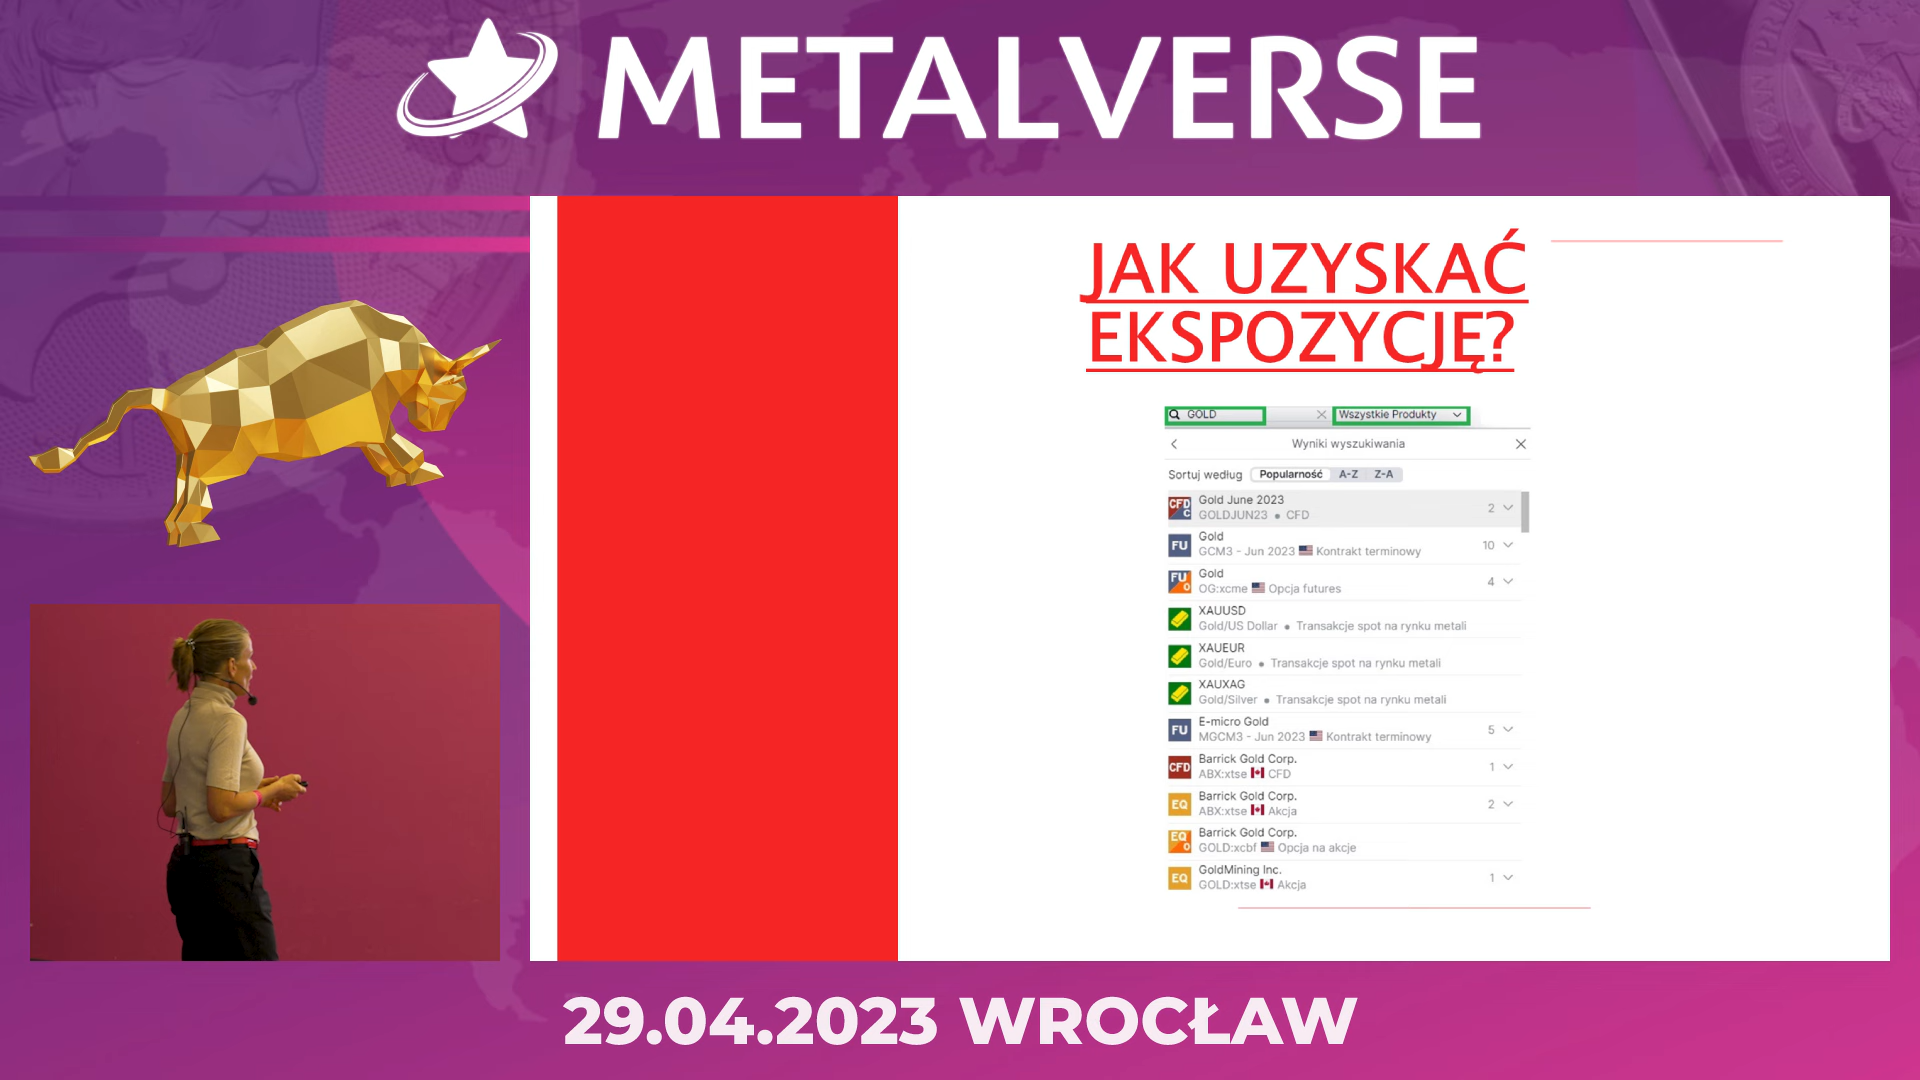 METALVERSE
JAK UZYSKAĆ
EKSPOZYCJĘ?
GOLD
Wszystkie Produkty
Wyniki wyszukiwania
Sortuj według Popularność A-Z Z-A
CFD C Gold June 2023
GOLDJUN23 • CFD 2
FU Gold
GCM3 - Jun 2023 Kontrakt terminowy 10
FU O Gold
OG:xcme Opcja futures 4
XAUUSD
Gold/US Dollar • Transakcje spot na rynku metali
XAUEUR
Gold/Euro • Transakcje spot na rynku metali
XAUXAG
Gold/Silver • Transakcje spot na rynku metali
FU E-micro Gold
MGCM3 - Jun 2023 Kontrakt terminowy 5
CFD Barrick Gold Corp.
ABX:xtse CFD 1
EQ Barrick Gold Corp.
ABX:xtse Akcja 2
EQ O Barrick Gold Corp.
GOLD:xcbf Opcja na akcje
EQ GoldMining Inc.
GOLD:xtse Akcja 1
29.04.2023 WROCŁAW